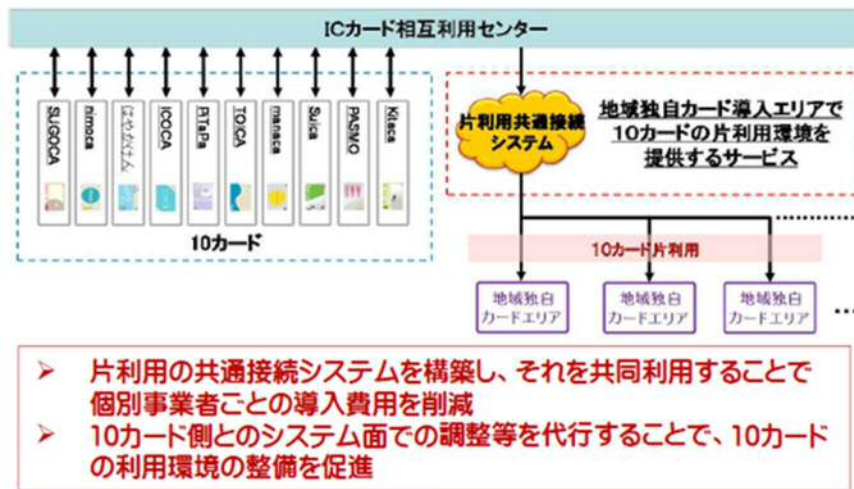 ICカード相互利用センター
SUGOCA
nimoca
はやかけん
ICOCA
PiTaPa
TOICA
manaca
Suica
PASMO
Kitaca
10カード
片利用共通接続
システム
地域独自カード導入エリアで
10カードの片利用環境を
提供するサービス
10カード片利用
地域独自
カードエリア
地域独自
カードエリア
地域独自
カードエリア
➢ 片利用の共通接続システムを構築し、それを共同利用することで
個別事業者ごとの導入費用を削減
➢ 10カード側とのシステム面での調整等を代行することで、10カード
の利用環境の整備を促進